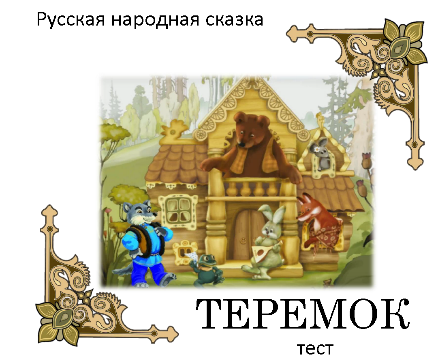 Русская народная сказка
ТЕРЕМОК
тест